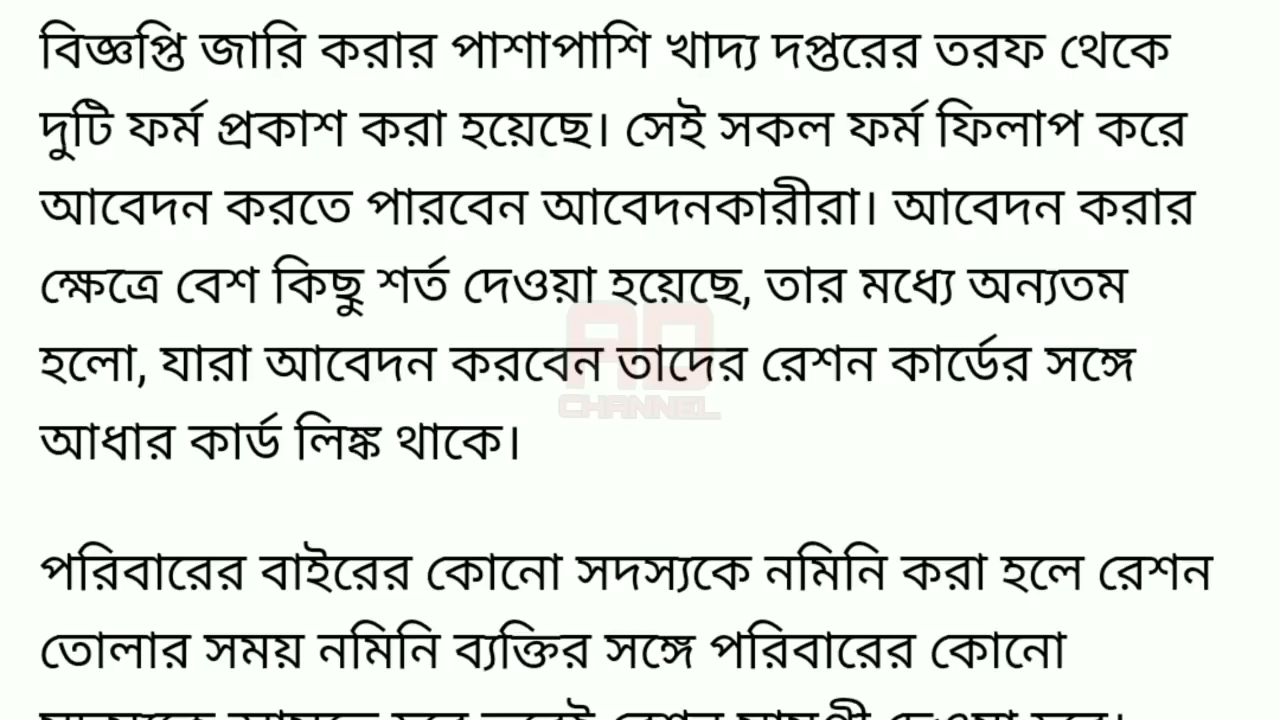 বিজ্ঞপ্তি জারি করার পাশাপাশি খাদ্য দপ্তরের তরফ থেকে
দুটি ফর্ম প্রকাশ করা হয়েছে। সেই সকল ফর্ম ফিলাপ করে
আবেদন করতে পারবেন আবেদনকারীরা। আবেদন করার
ক্ষেত্রে বেশ কিছু শর্ত দেওয়া হয়েছে, তার মধ্যে অন্যতম
হলো, যারা আবেদন করবেন তাদের রেশন কার্ডের সঙ্গে
AD
CHANNEL
আধার কার্ড লিঙ্ক থাকে।
পরিবারের বাইরের কোনো সদস্যকে নমিনি করা হলে রেশন
তোলার সময় নমিনি ব্যক্তির সঙ্গে পরিবারের কোনো